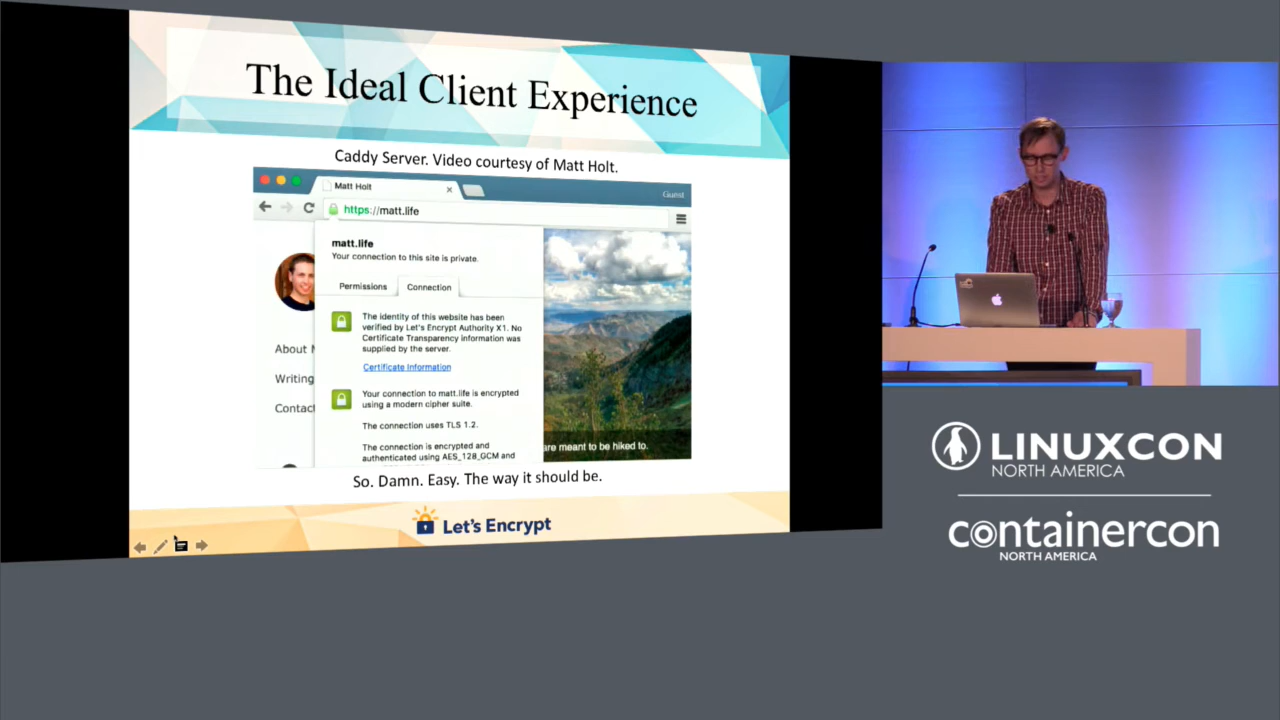 The Ideal Client Experience
Caddy Server. Video courtesy of Matt Holt.
Matt Holt
Guest
https://matt.life
matt.life
Your connection to this site is private.
Permissions
Connection
The identity of this website has been
verified by Let's Encrypt Authority X1. No
Certificate Transparency information was
supplied by the server.
Certificate Information
Your connection to matt.life is encrypted
using a modern cipher suite.
The connection uses TLS 1.2.
The connection is encrypted and
authenticated using AES_128_GCM and
About
Writing
Contact
are meant to be hiked to.
So. Damn. Easy. The way it should be.
Let's Encrypt
LINUXCON
NORTH AMERICA
containercon
NORTH AMERICA